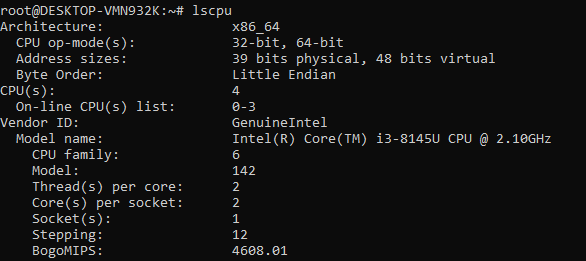 root@DESKTOP-VMN932K:~# lscpu
Architecture: x86_64
CPU op-mode(s): 32-bit, 64-bit
Address sizes: 39 bits physical, 48 bits virtual
Byte Order: Little Endian
CPU(s): 4
On-line CPU(s) list: 0-3
Vendor ID: GenuineIntel
Model name: Intel(R) Core(TM) i3-8145U CPU @ 2.10GHz
CPU family: 6
Model: 142
Thread(s) per core: 2
Core(s) per socket: 2
Socket(s): 1
Stepping: 12
BogoMIPS: 4608.01